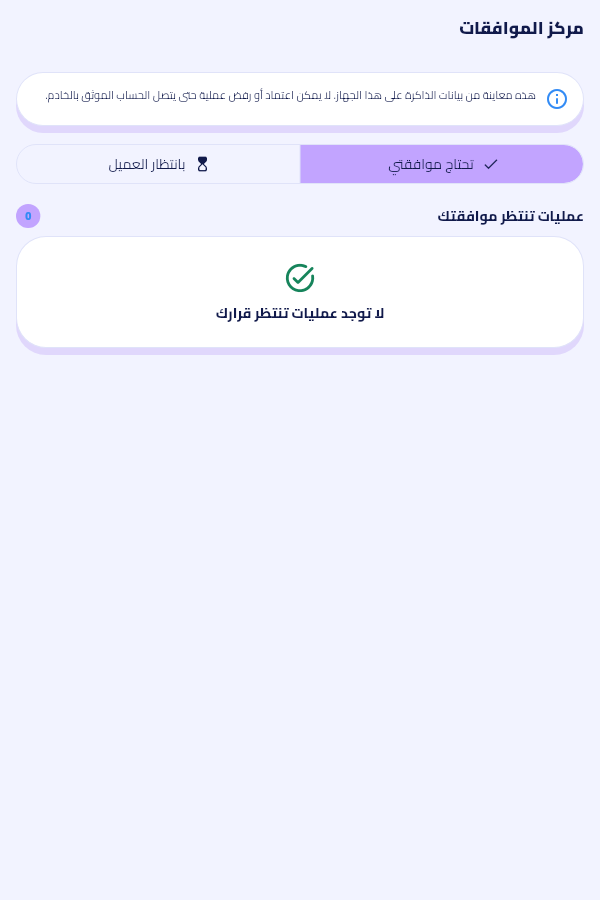 مركز الموافقات
هذه معاينة من بيانات الذاكرة على هذا الجهاز. لا يمكن اعتماد أو رفض عملية حتى يتصل الحساب الموثق بالخادم.
تحتاج موافقتي
بانتظار العميل
عمليات تنتظر موافقتك
0
لا توجد عمليات تنتظر قرارك